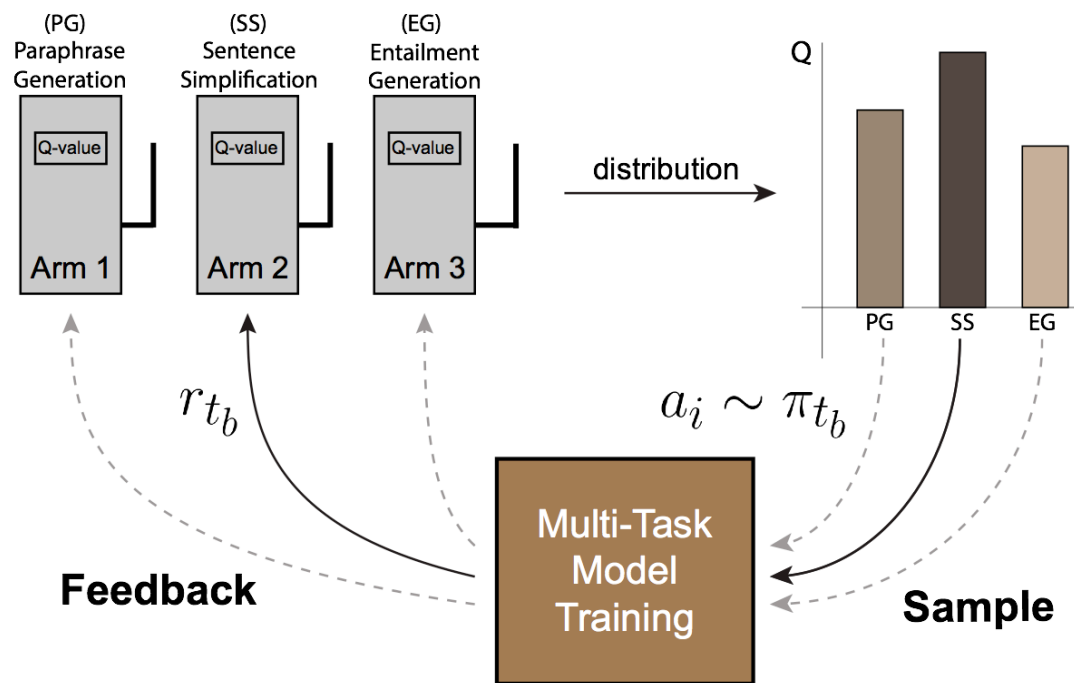 (PG)
Paraphrase
Generation
(SS)
Sentence
Simplification
(EG)
Entailment
Generation
Q-value
Q-value
Q-value
Arm 1
Arm 2
Arm 3
distribution
Q
PG
SS
EG
r_{t_b}
a_i ∼ π_{t_b}
Multi-Task
Model
Training
Feedback
Sample